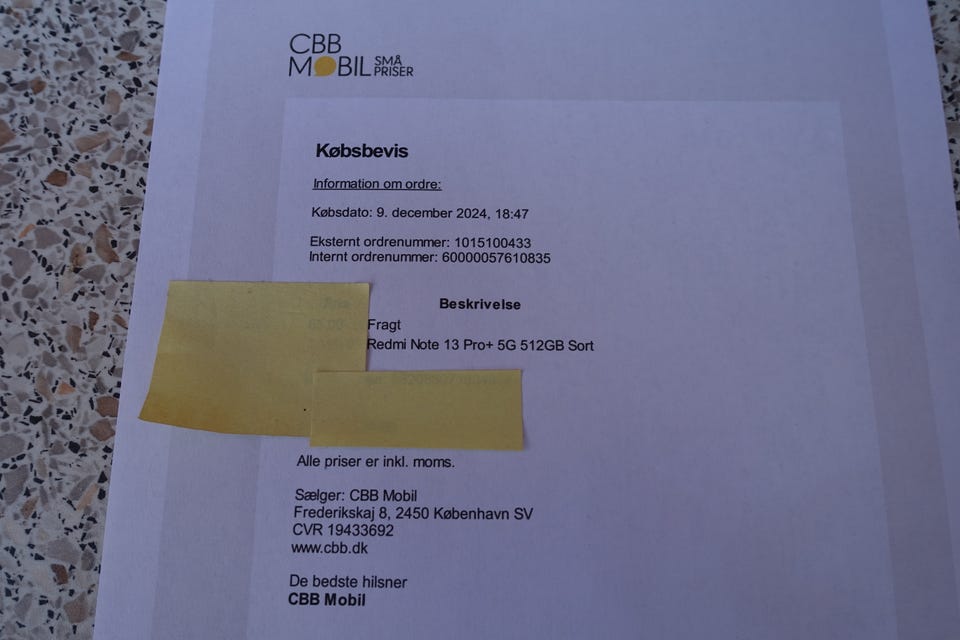 CBB
MOBIL SMÅ PRISER
Købsbevis
Information om ordre:
Købsdato: 9. december 2024, 18:47
Eksternt ordrenummer: 1015100433
Internt ordrenummer: 60000057610835
Beskrivelse
Fragt
Redmi Note 13 Pro+ 5G 512GB Sort
Alle priser er inkl. moms.
Sælger: CBB Mobil
Frederikskaj 8, 2450 København SV
CVR 19433692
www.cbb.dk
De bedste hilsner
CBB Mobil